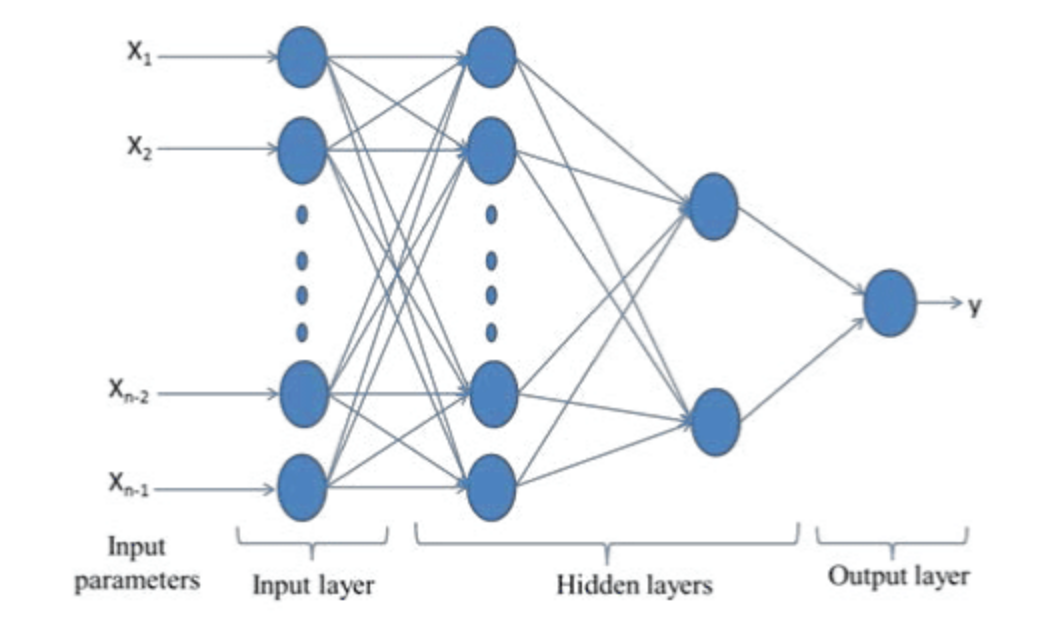 X₁
X₂
Xₙ₋₂
Xₙ₋₁
y
Input
parameters
Input layer
Hidden layers
Output layer